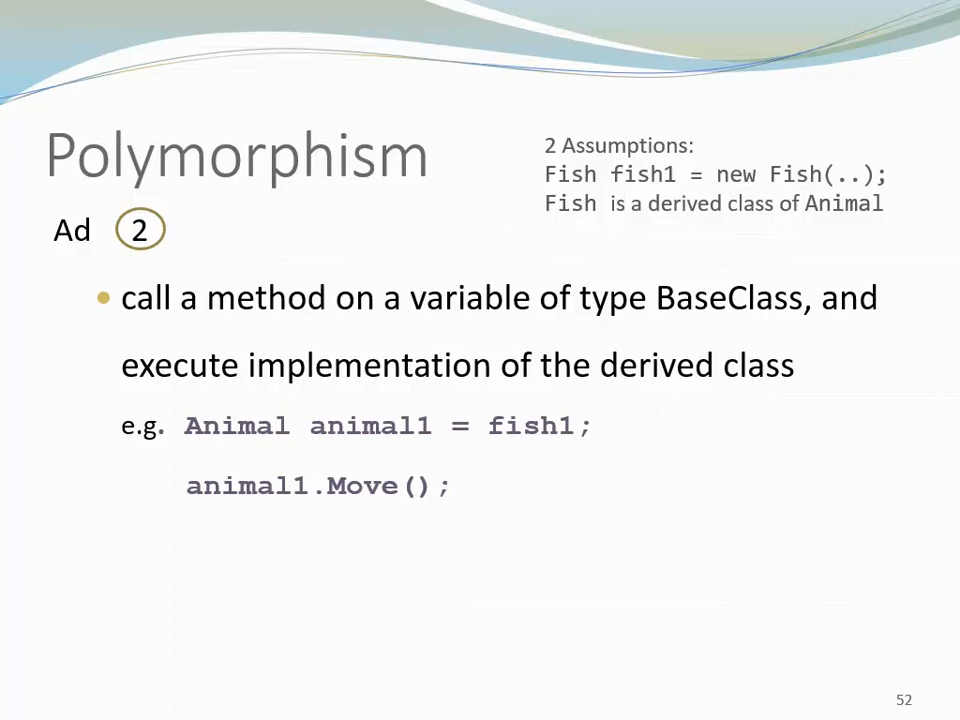 Polymorphism
2 Assumptions:
Fish fish1 = new Fish(..);
Fish is a derived class of Animal
Ad 2
• call a method on a variable of type BaseClass, and
execute implementation of the derived class
e.g. Animal animal1 = fish1;
animal1.Move();
52